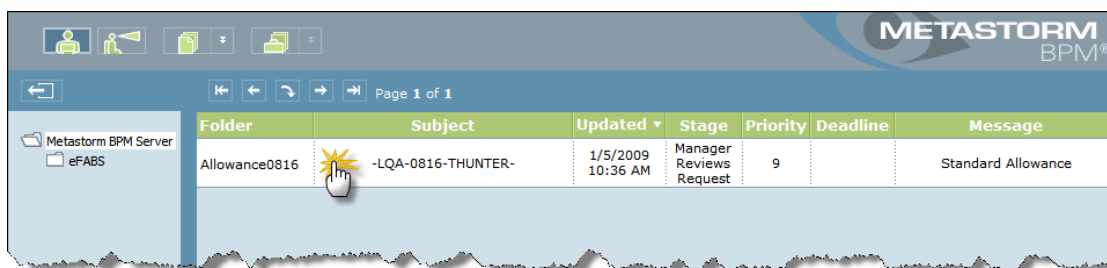 METASTORM
BPM®
Page 1 of 1
Metastorm BPM Server
eFABS
Folder Subject Updated Stage Priority Deadline Message
Allowance0816 -LQA-0816-THUNTER- 1/5/2009 10:36 AM Manager Reviews Request 9 Standard Allowance